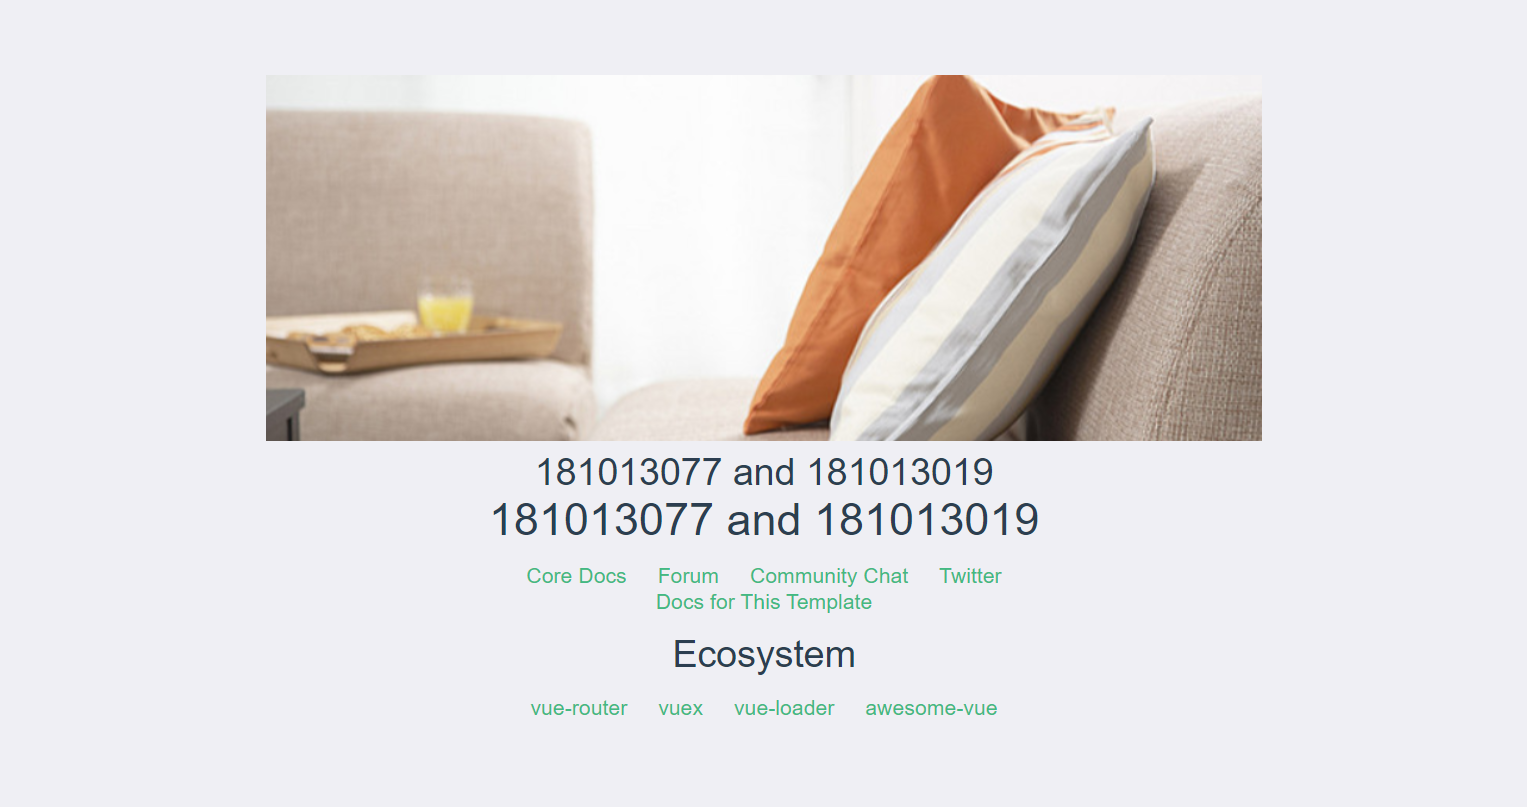 181013077 and 181013019
181013077 and 181013019
Core Docs Forum Community Chat Twitter
Docs for This Template
Ecosystem
vue-router vuex vue-loader awesome-vue